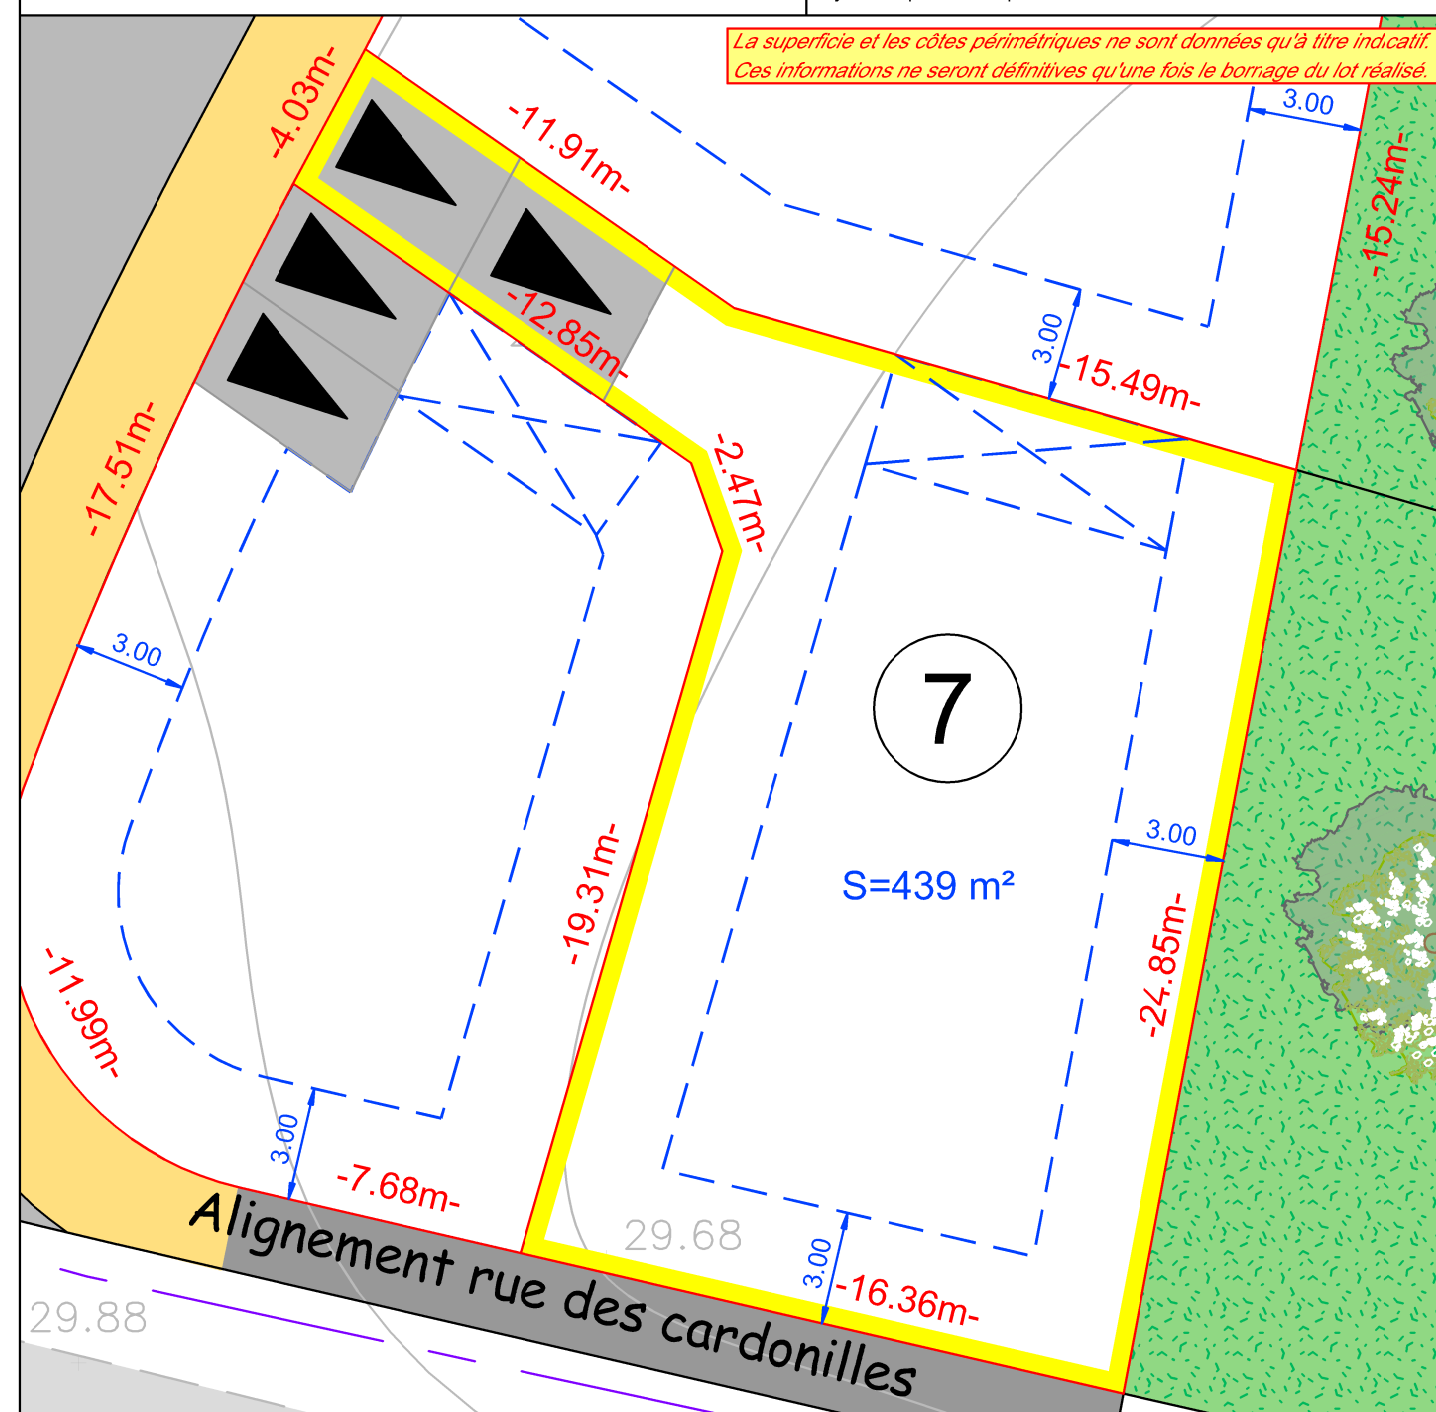 La superficie et les côtes périmétriques ne sont données qu'à titre indicatif.
Ces informations ne seront définitives qu'une fois le bornage du lot réalisé.
3.00
-4.03m-
-11.91m-
-15.24m-
-12.85m-
3.00
-15.49m-
-17.51m-
-2.47m-
3.00
7
3.00
S=439 m²
-19.31m-
-24.85m-
-11.99m-
3.00
-7.68m-
29.68
3.00
-16.36m-
Alignement rue des cardonilles
29.88